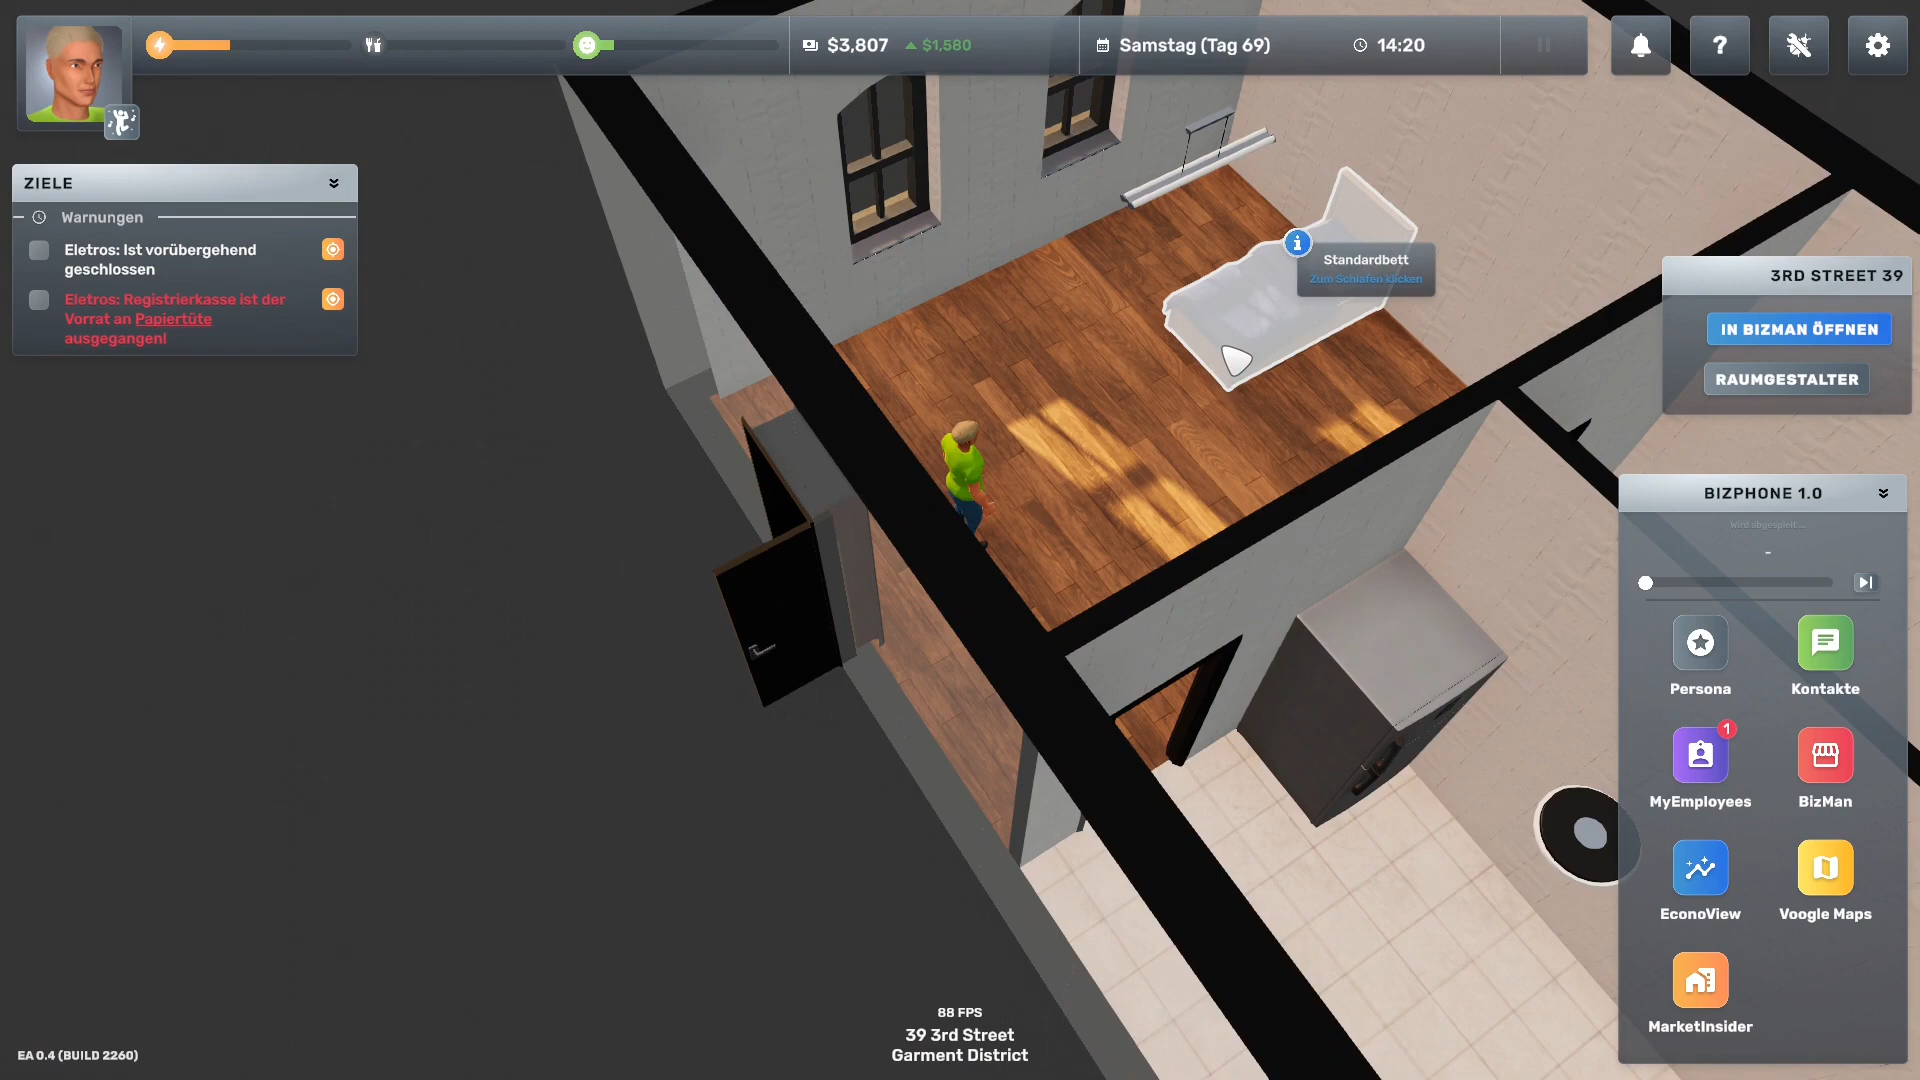 $3,807
$1,580
Samstag (Tag 69)
14:20
?
ZIELE
Warnungen
Eletros: Ist vorübergehend
geschlossen
Eletros: Registrierkasse ist der
Vorrat an Papiertüte
ausgegangen!
Standardbett
Zum Schlafen klicken
3RD STREET 39
IN BIZMAN ÖFFNEN
RAUMGESTALTER
BIZPHONE 1.0
Wird abgespielt...
-
Persona
Kontakte
1
MyEmployees
BizMan
EconoView
Voogle Maps
MarketInsider
88 FPS
39 3rd Street
Garment District
EA 0.4 (BUILD 2260)